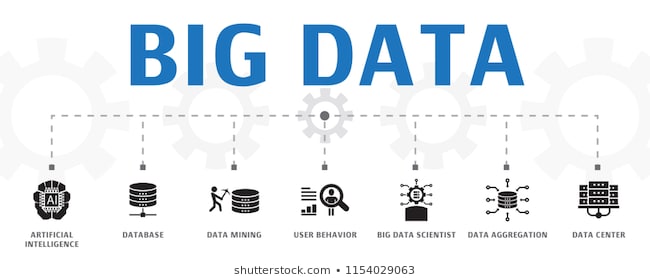 BIG DATA
AI
ARTIFICIAL
INTELLIGENCE
DATABASE
DATA MINING
USER BEHAVIOR
BIG DATA SCIENTIST
DATA AGGREGATION
DATA CENTER
shutterstock.com • 1154029063